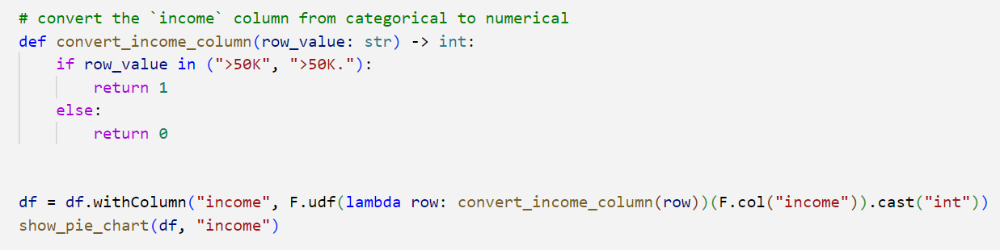 # convert the `income` column from categorical to numerical
def convert_income_column(row_value: str) -> int:
    if row_value in (">50K", ">50K."):
        return 1
    else:
        return 0
df = df.withColumn("income", F.udf(lambda row: convert_income_column(row))(F.col("income")).cast("int"))
show_pie_chart(df, "income")